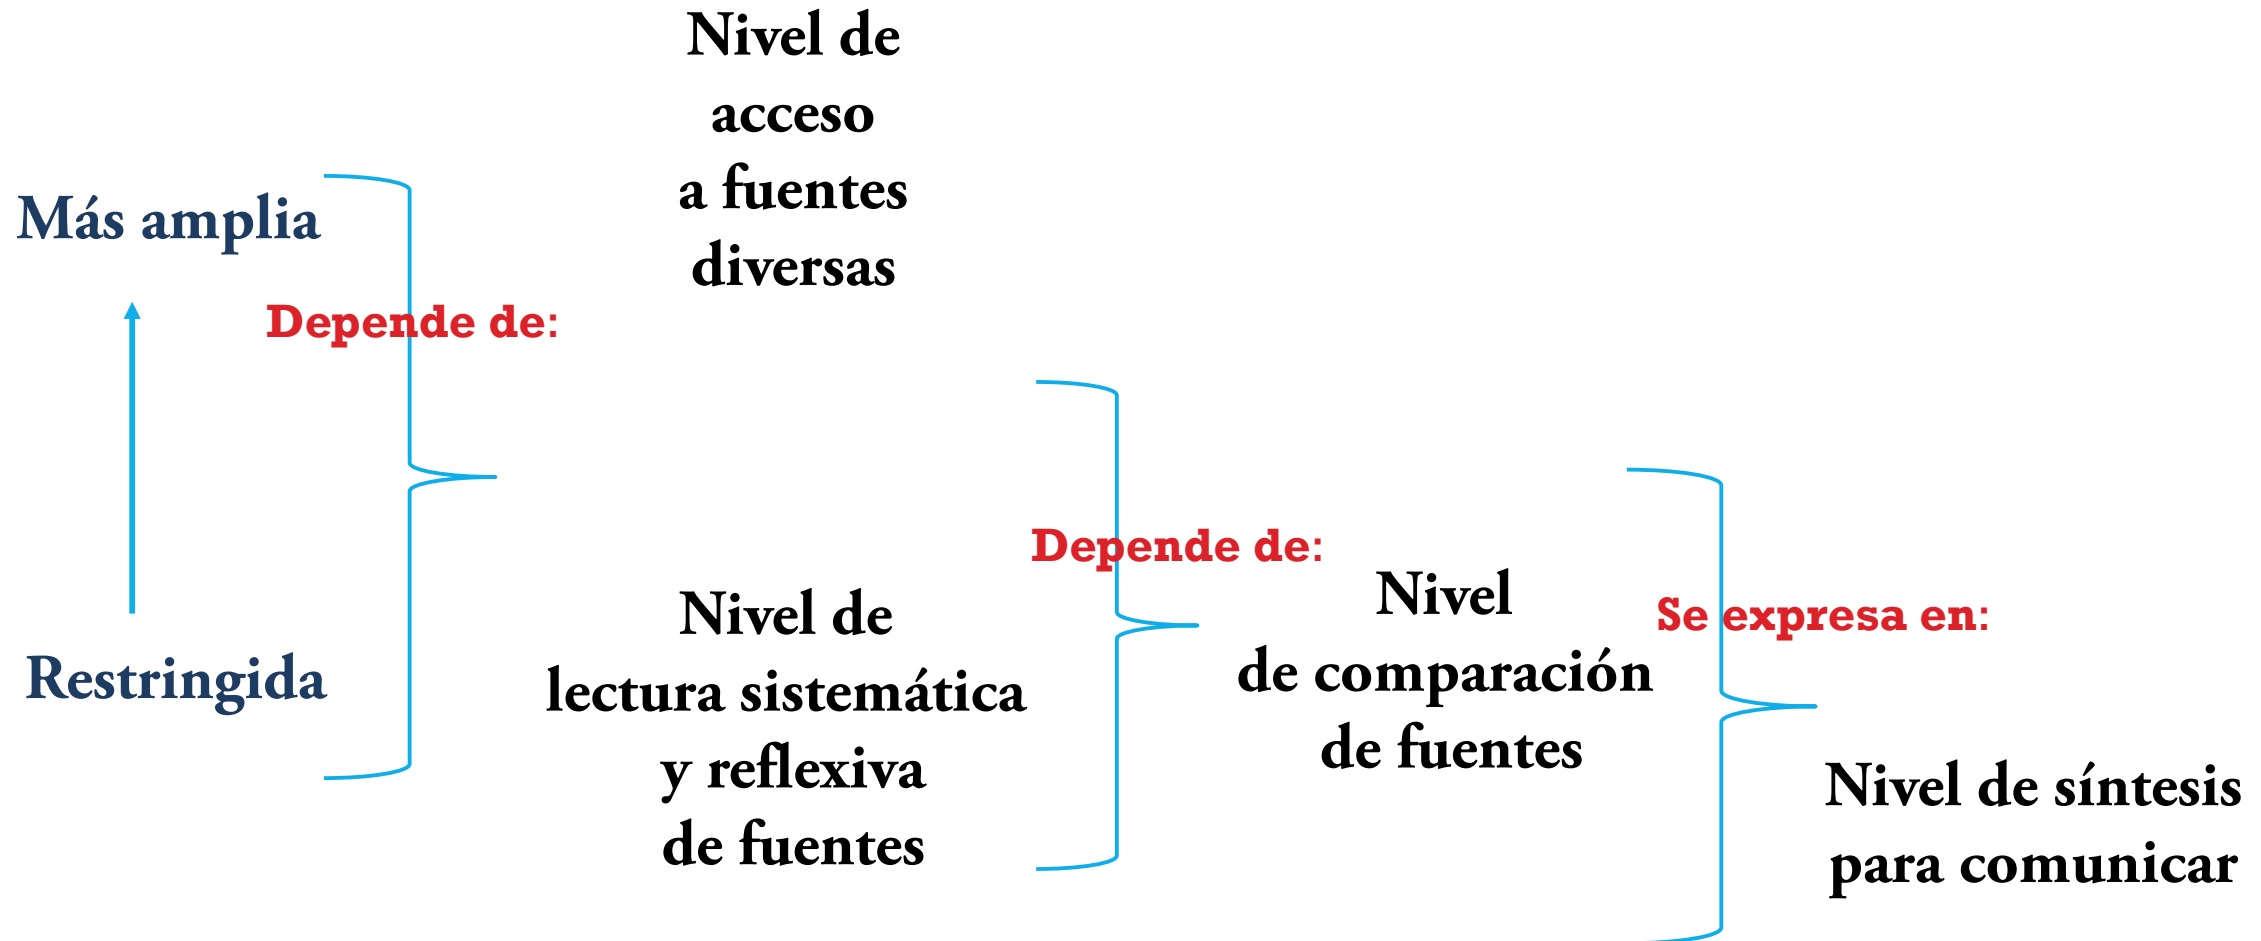 Más amplia
Restringida
Depende de:
Nivel de
acceso
a fuentes
diversas
Nivel de
lectura sistemática
y reflexiva
de fuentes
Depende de:
Nivel
de comparación
de fuentes
Se expresa en:
Nivel de síntesis
para comunicar